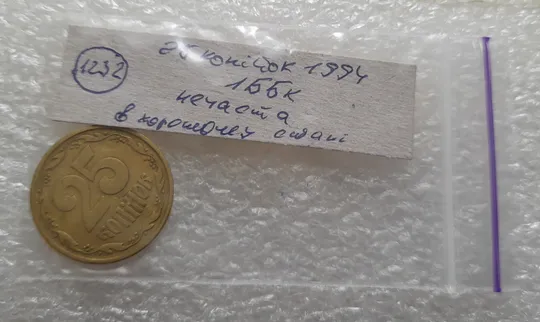 1232
25 копійок 1994
1ББк
нечаста
в хорошому стані
25
КОПІЙОК